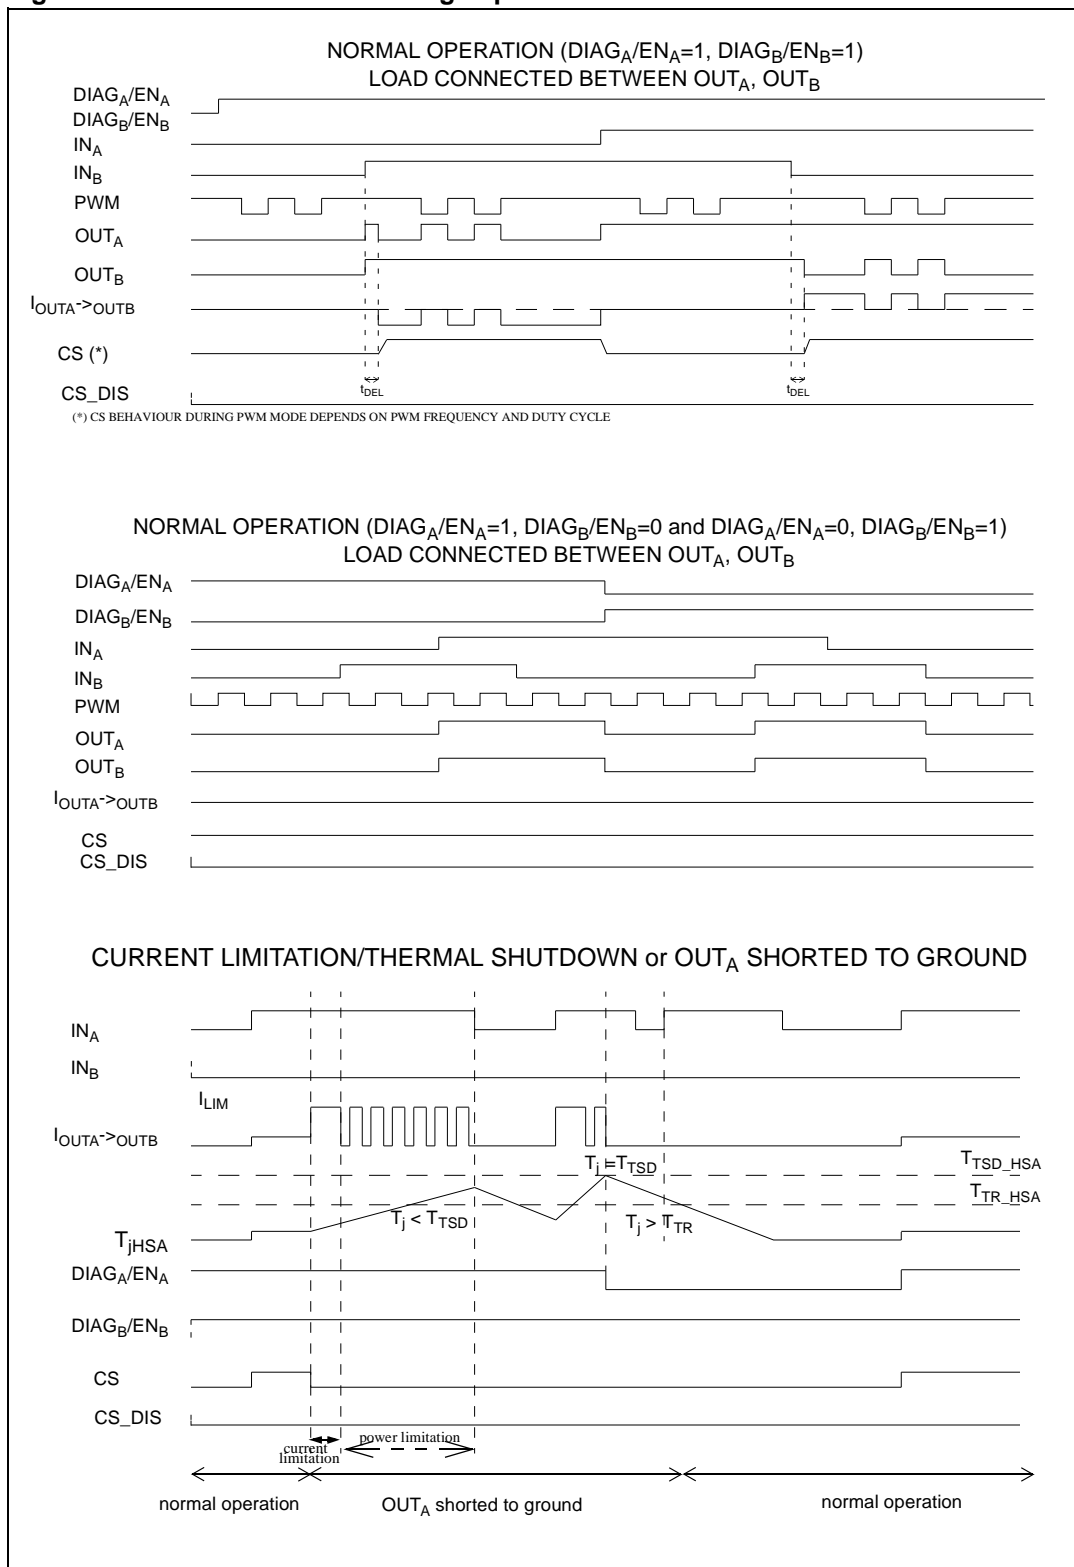 NORMAL OPERATION (DIAGA/ENA=1, DIAGB/ENB=1)
LOAD CONNECTED BETWEEN OUTA, OUTB
DIAGA/ENA
DIAGB/ENB
INA
INB
PWM
OUTA
OUTB
IOUTA->OUTB
CS (*)
tDEL
tDEL
CS_DIS
(*) CS BEHAVIOUR DURING PWM MODE DEPENDS ON PWM FREQUENCY AND DUTY CYCLE
NORMAL OPERATION (DIAGA/ENA=1, DIAGB/ENB=0 and DIAGA/ENA=0, DIAGB/ENB=1)
LOAD CONNECTED BETWEEN OUTA, OUTB
DIAGA/ENA
DIAGB/ENB
INA
INB
PWM
OUTA
OUTB
IOUTA->OUTB
CS
CS_DIS
CURRENT LIMITATION/THERMAL SHUTDOWN or OUTA SHORTED TO GROUND
INA
INB
ILIM
IOUTA->OUTB
TTSD_HSA
Tj =TTSD
TTR_HSA
Tj < TTSD
Tj > TTR
TjHSA
DIAGA/ENA
DIAGB/ENB
CS
CS_DIS
power limitation
current
limitation
normal operation
OUTA shorted to ground
normal operation